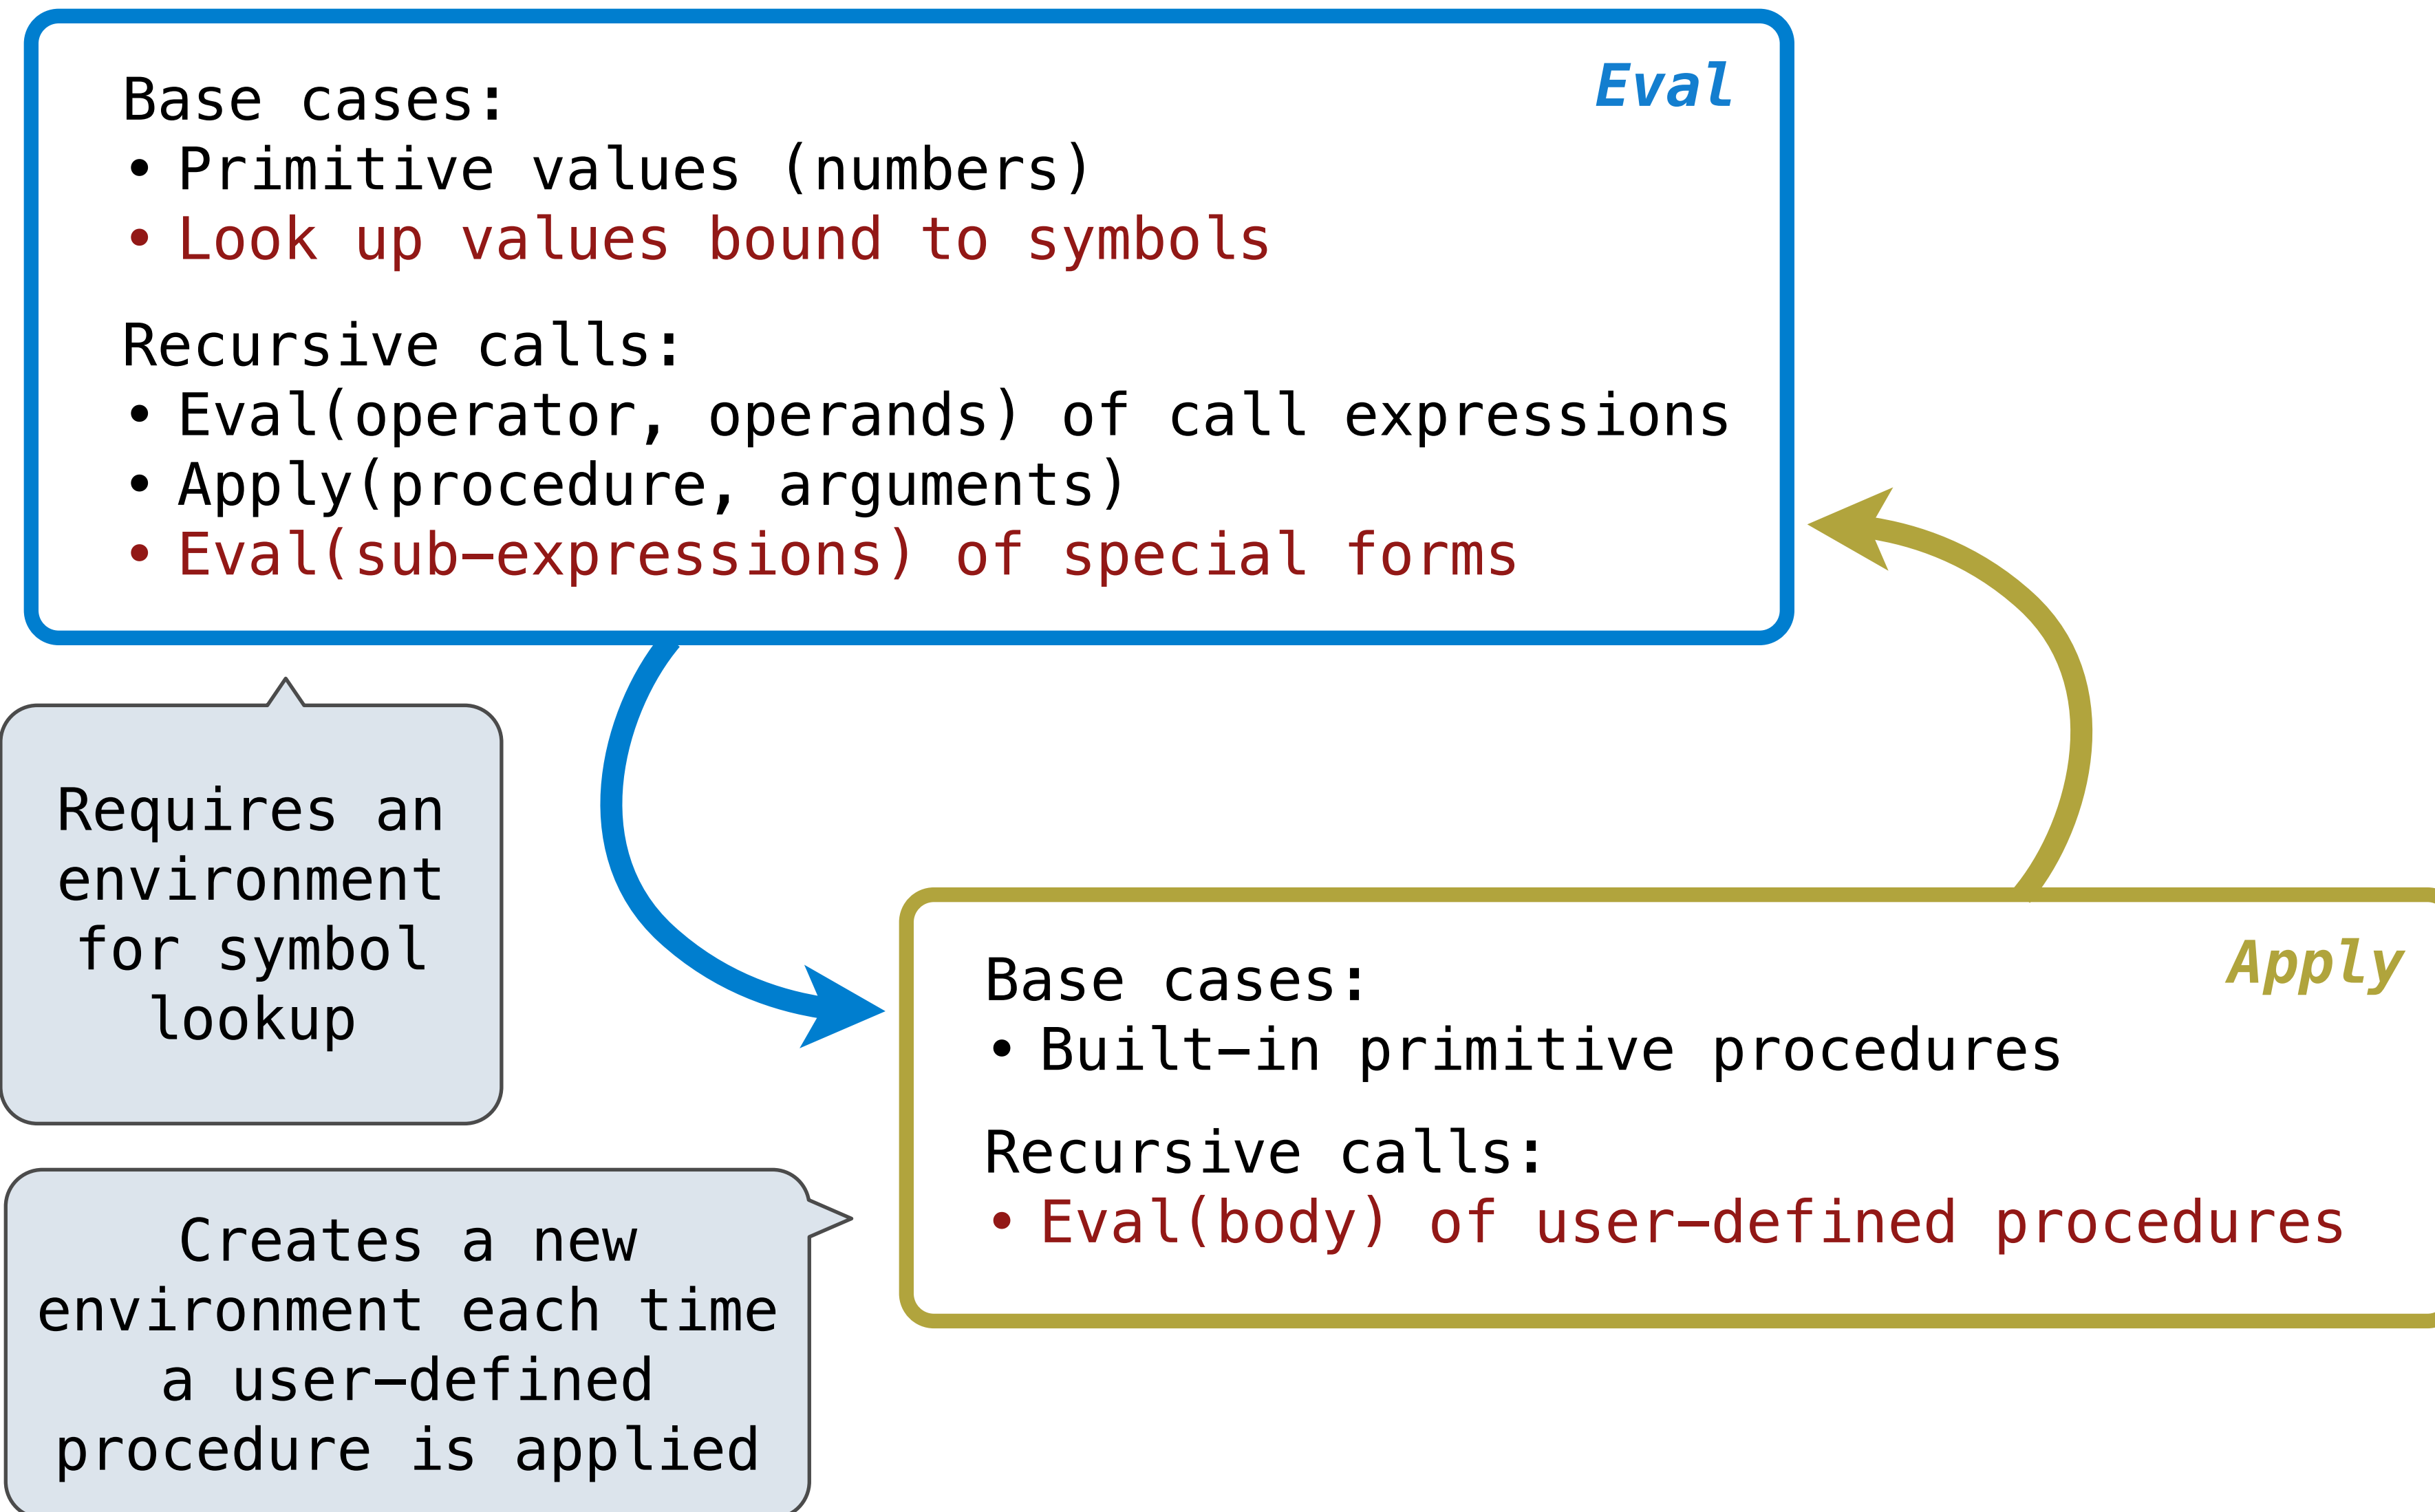 Eval
Base cases:
• Primitive values (numbers)
• Look up values bound to symbols
Recursive calls:
• Eval(operator, operands) of call expressions
• Apply(procedure, arguments)
• Eval(sub-expressions) of special forms
Requires an
environment
for symbol
lookup
Apply
Base cases:
• Built-in primitive procedures
Recursive calls:
• Eval(body) of user-defined procedures
Creates a new
environment each time
a user-defined
procedure is applied